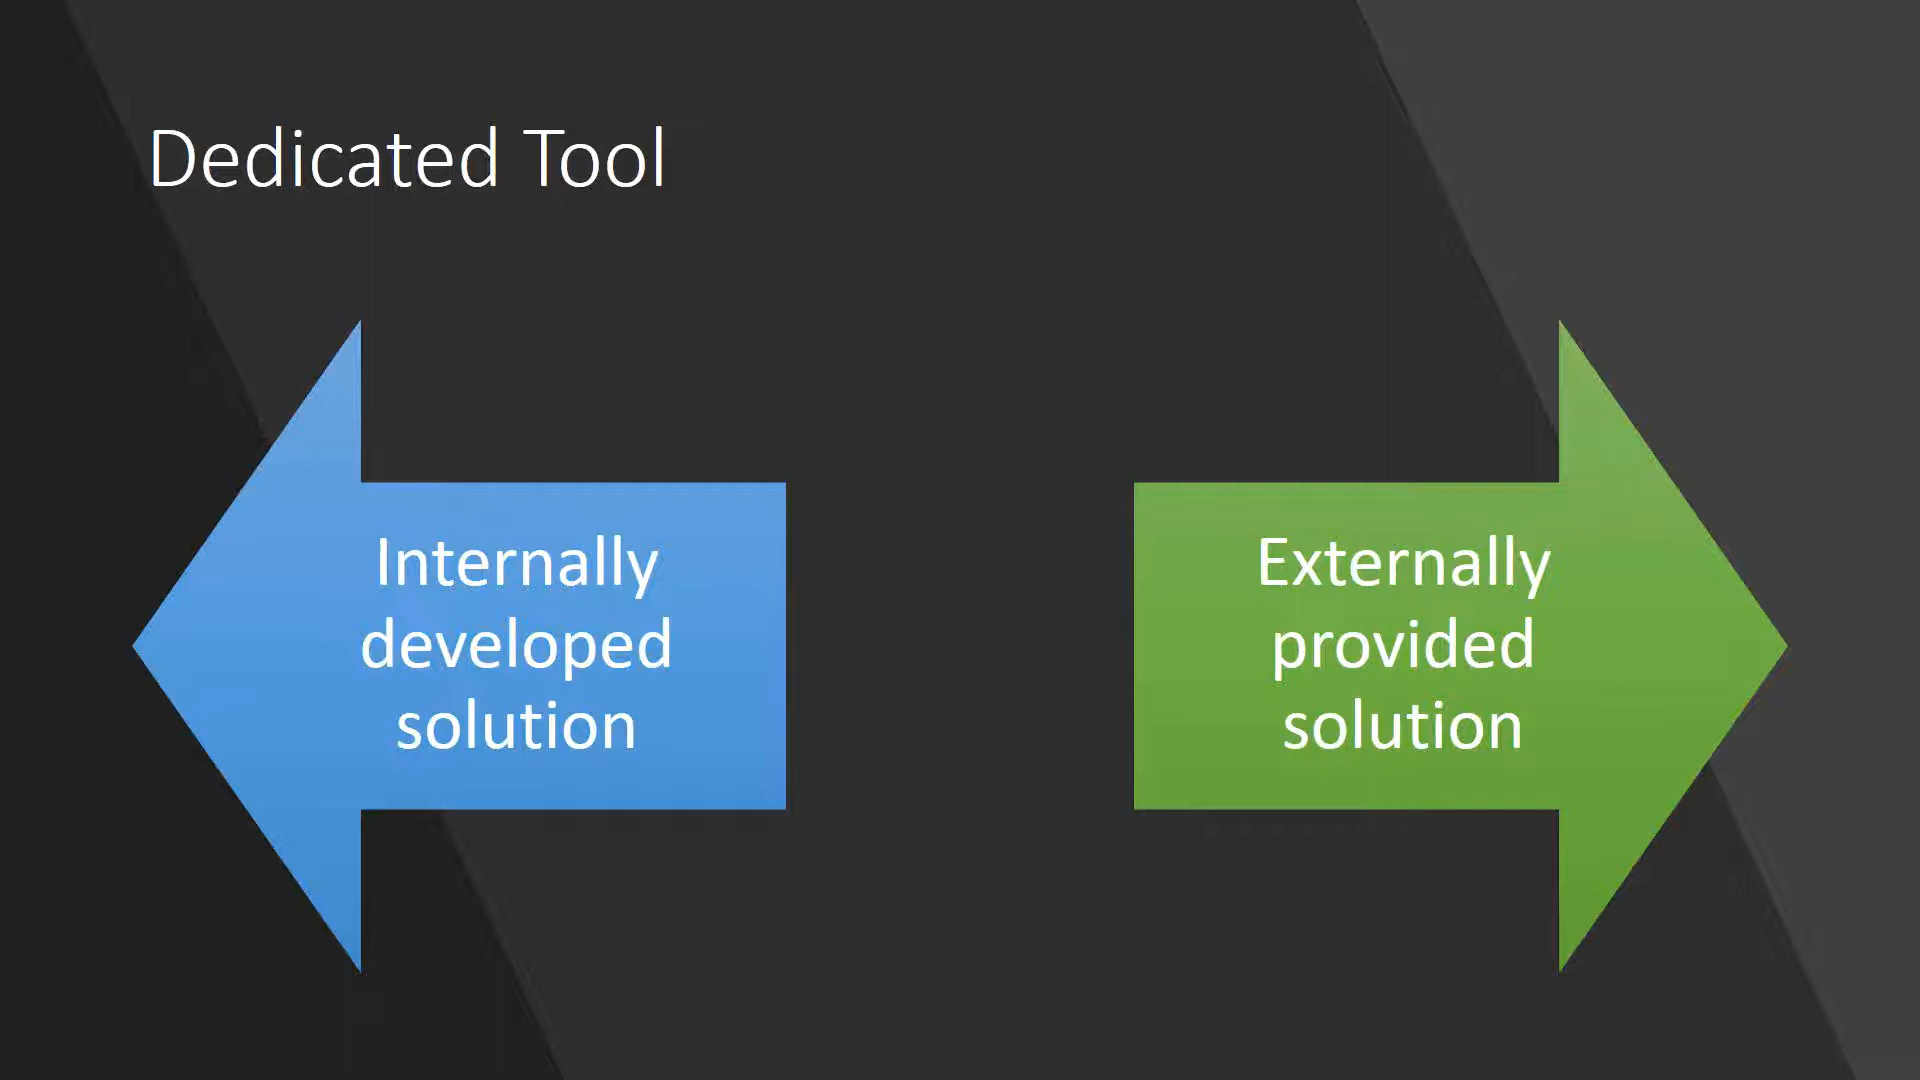 Dedicated Tool
Internally
developed
solution
Externally
provided
solution